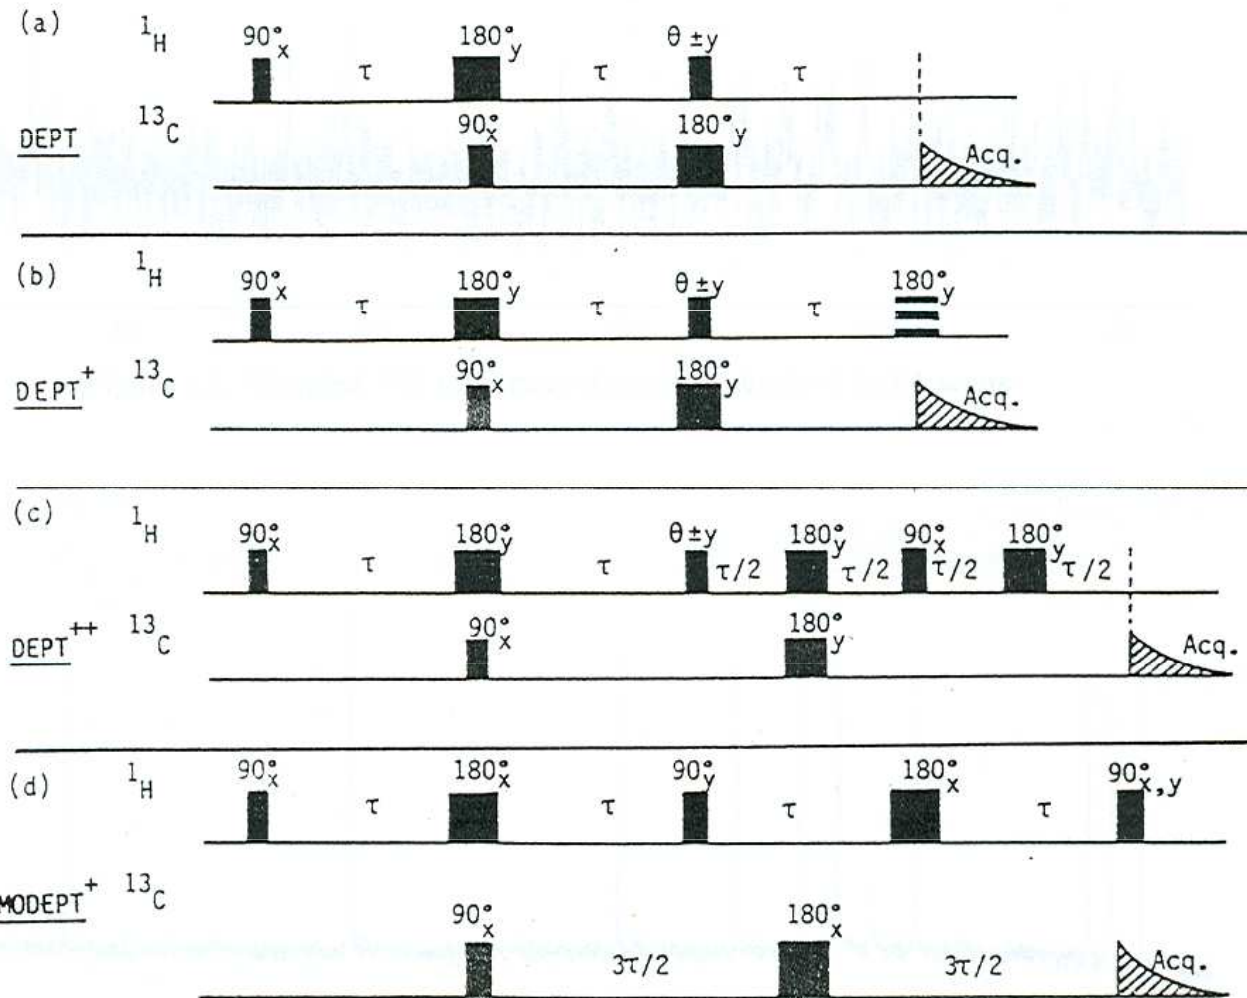 (a) ¹H 90°x τ 180°y τ θ ±y τ
DEPT ¹³C 90°x 180°y Acq.
(b) ¹H 90°x τ 180°y τ θ±y τ 180°y
DEPT⁺ ¹³C 90°x 180°y Acq.
(c) ¹H 90°x τ 180°y τ θ±y τ/2 180°y τ/2 90°x τ/2 180°y τ/2
DEPT⁺⁺ ¹³C 90°x 180°y Acq.
(d) ¹H 90°x τ 180°x τ 90°y τ 180°x τ 90°x,y
MODEPT⁺ ¹³C 90°x 3τ/2 180°x 3τ/2 Acq.